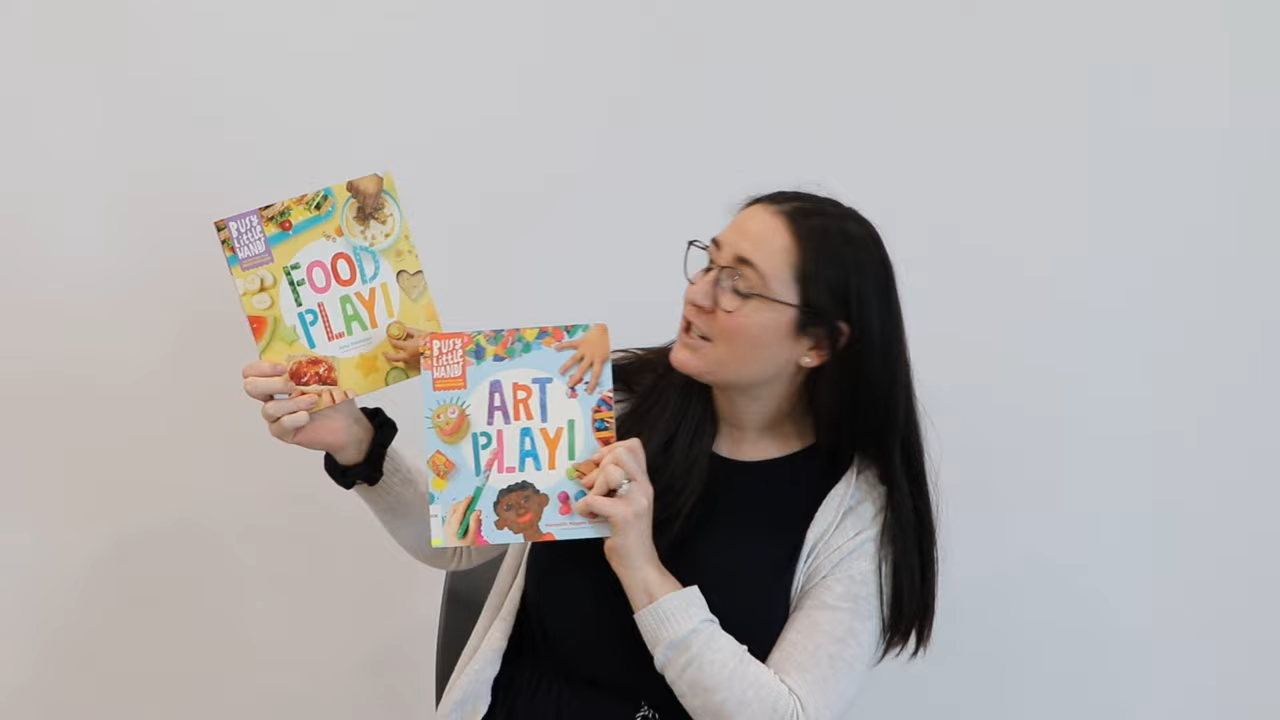 BUSY
LITTLE
HANDS
FOOD
PLAY!
BUSY
LITTLE
HANDS
ART
PLAY!